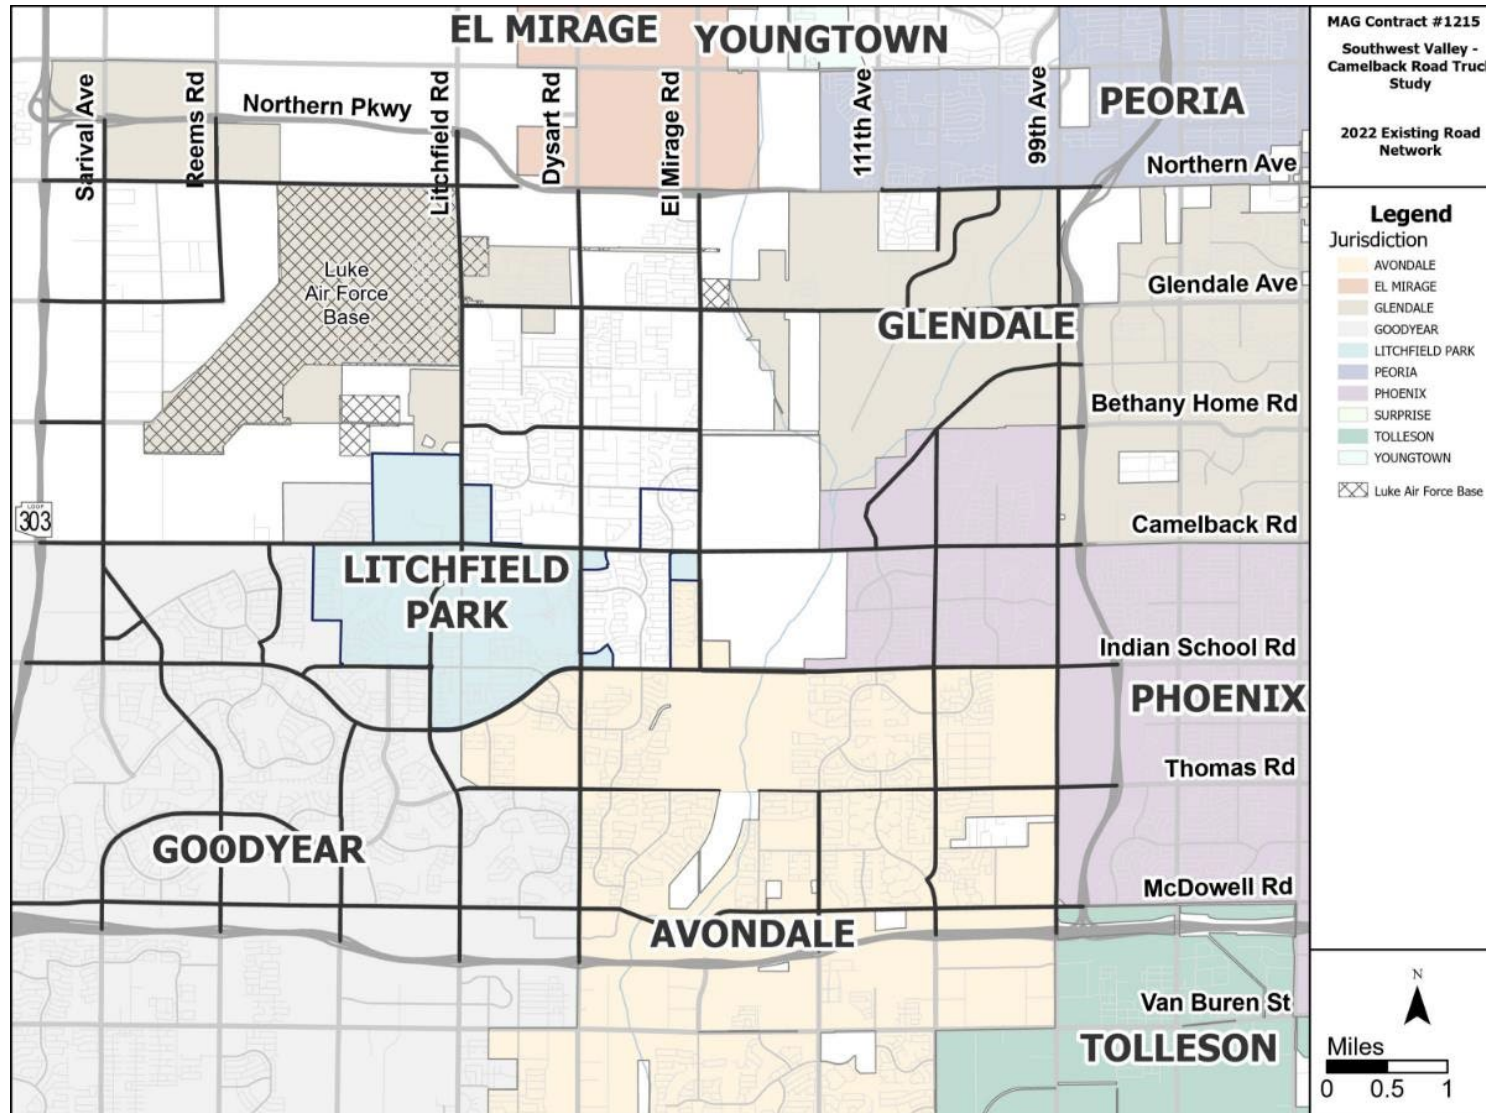 EL MIRAGE
YOUNGTOWN
Sarival Ave
Reems Rd
Northern Pkwy
Litchfield Rd
Dysart Rd
El Mirage Rd
111th Ave
99th Ave
PEORIA
Northern Ave
Luke
Air Force
Base
Glendale Ave
GLENDALE
Bethany Home Rd
LOOP
303
Camelback Rd
LITCHFIELD
PARK
Indian School Rd
PHOENIX
Thomas Rd
GOODYEAR
McDowell Rd
AVONDALE
Van Buren St
TOLLESON
MAG Contract #1215
Southwest Valley -
Camelback Road Truc
Study
2022 Existing Road
Network
Legend
Jurisdiction
AVONDALE
EL MIRAGE
GLENDALE
GOODYEAR
LITCHFIELD PARK
PEORIA
PHOENIX
SURPRISE
TOLLESON
YOUNGTOWN
Luke Air Force Base
N
Miles
0 0.5 1